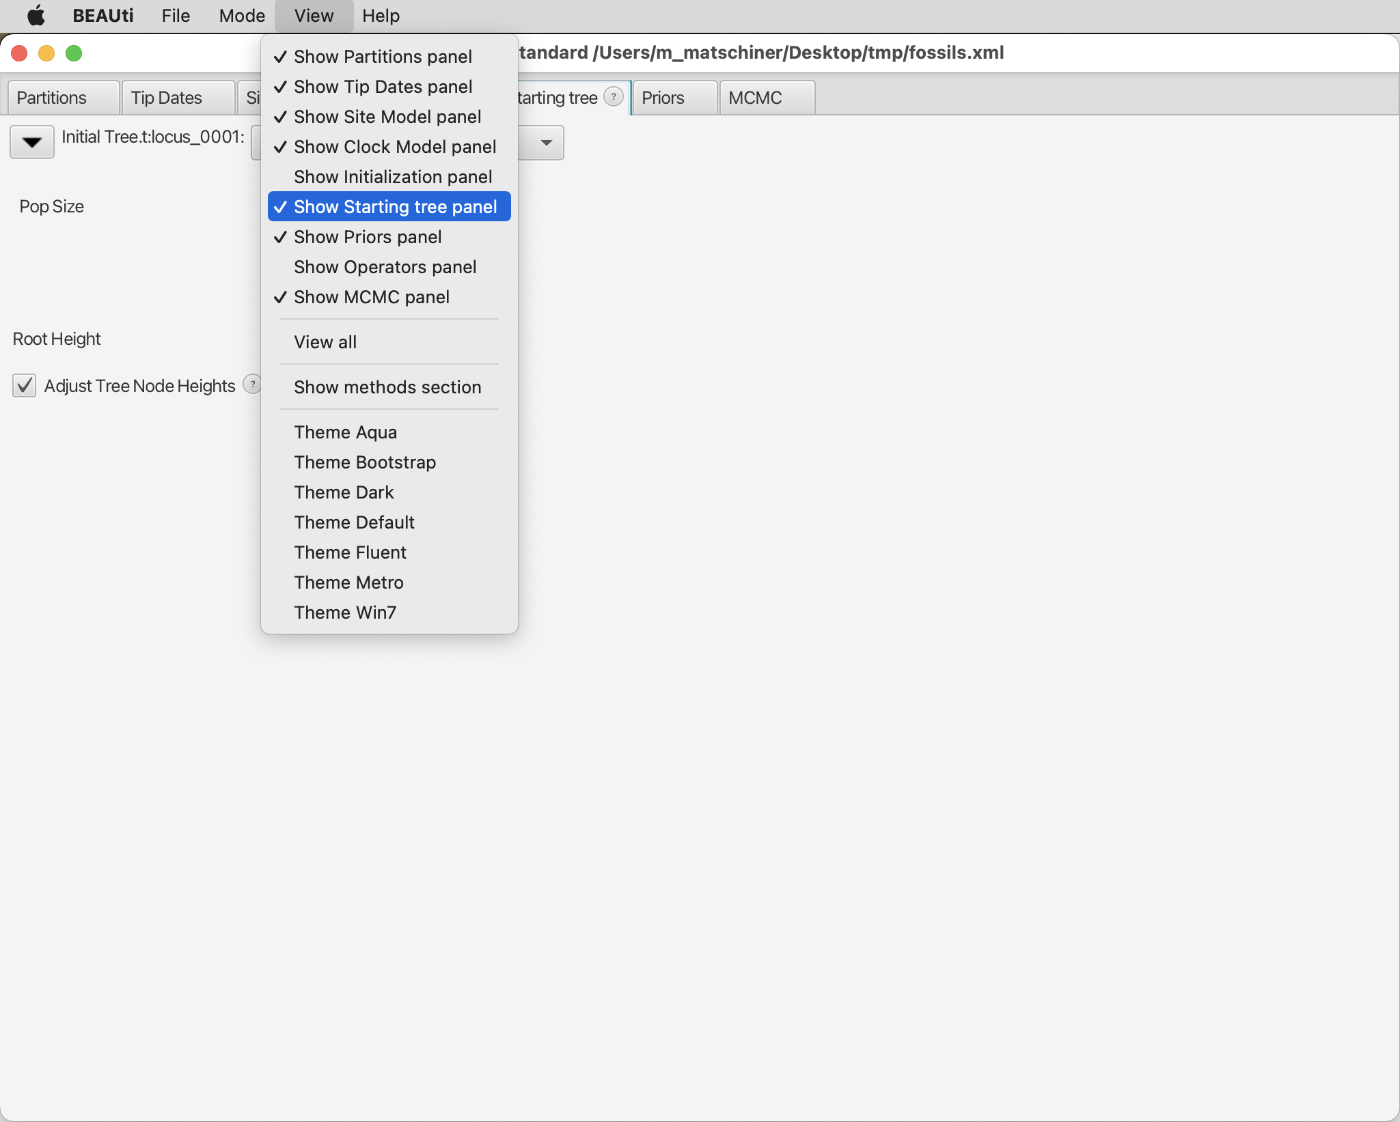 BEAUti File Mode View Help
tandard /Users/m_matschiner/Desktop/tmp/fossils.xml
Partitions Tip Dates Si tarting tree ? Priors MCMC
Initial Tree.t:locus_0001:
Pop Size
Root Height
Adjust Tree Node Heights ?
Show Partitions panel
Show Tip Dates panel
Show Site Model panel
Show Clock Model panel
Show Initialization panel
Show Starting tree panel
Show Priors panel
Show Operators panel
Show MCMC panel
View all
Show methods section
Theme Aqua
Theme Bootstrap
Theme Dark
Theme Default
Theme Fluent
Theme Metro
Theme Win7